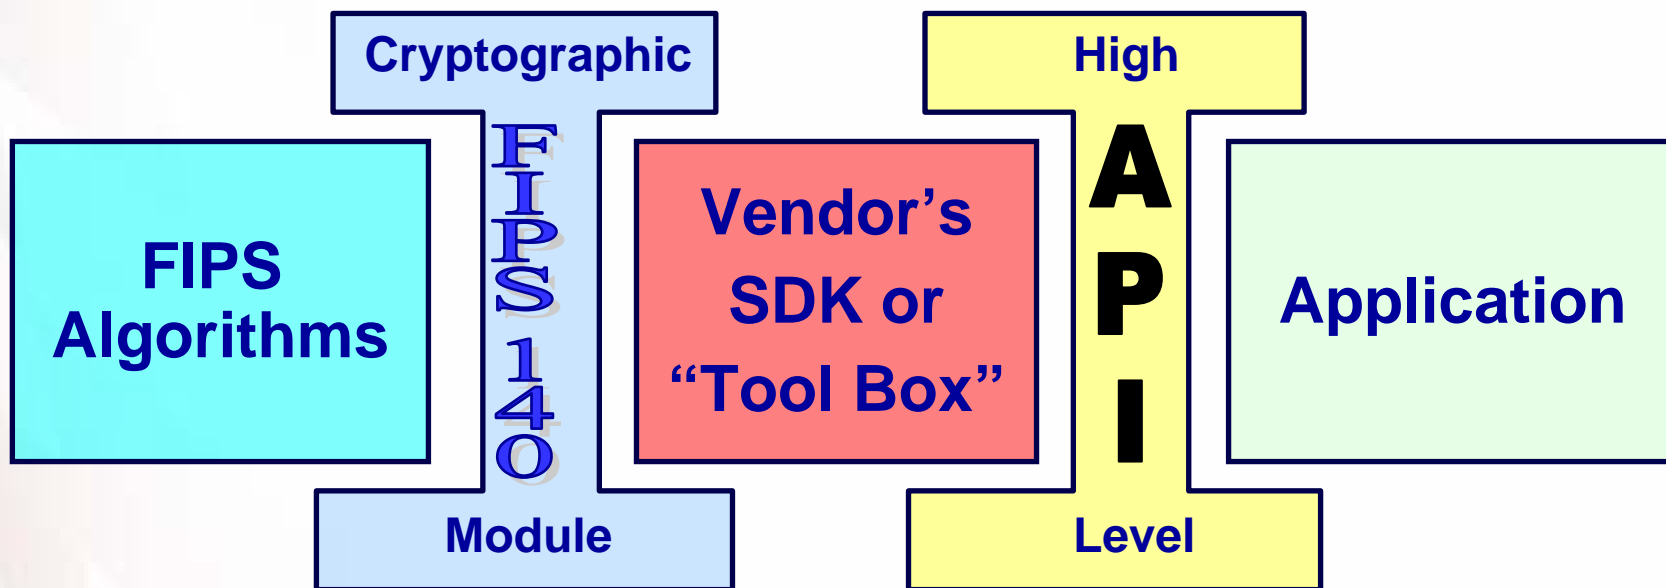 Cryptographic
FIPS 140
Module
High
API
Level
FIPS
Algorithms
Vendor’s
SDK or
“Tool Box”
Application